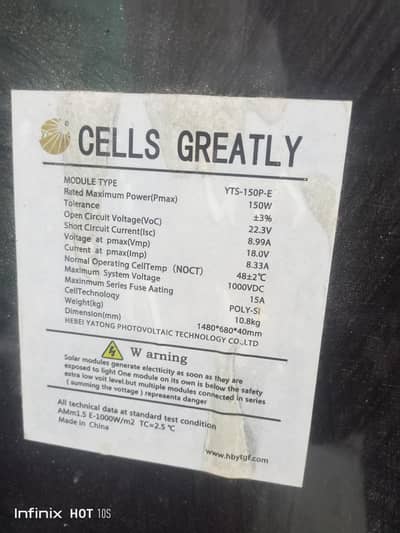 CELLS GREATLY
MODULE TYPE YTS-150P-E
Rated Maximum Power(Pmax) 150W
Tolerance ±3%
Open Circuit Voltage(VoC) 22.3V
Short Circuit Current(Isc) 8.99A
Voltage at pmax(Vmp) 18.0V
Current at pmax(Imp) 8.33A
Normal Operating CellTemp (NOCT) 48±2℃
Maximum System Voltage 1000VDC
Maxinmum Series Fuse Aating 15A
CellTechnology POLY-Si
Weight(kg) 10.8kg
Dimension(mm) 1480*680*40mm
HEBEI YATONG PHOTOVOLTAIC TECHNOLOGY CO.,LTD
W arning
Solar modules generate electricity as soon as they are
exposed to light One module on its own is below the safety
extra low voit level.but multiple modules connected in series
( summing the vottage ) repreaenta danger
All technical data at standard test condition
AMm1.5 E-1000W/m2 TC=2.5 ℃
Made in China
www.hbytgf.com
Infinix HOT 10S